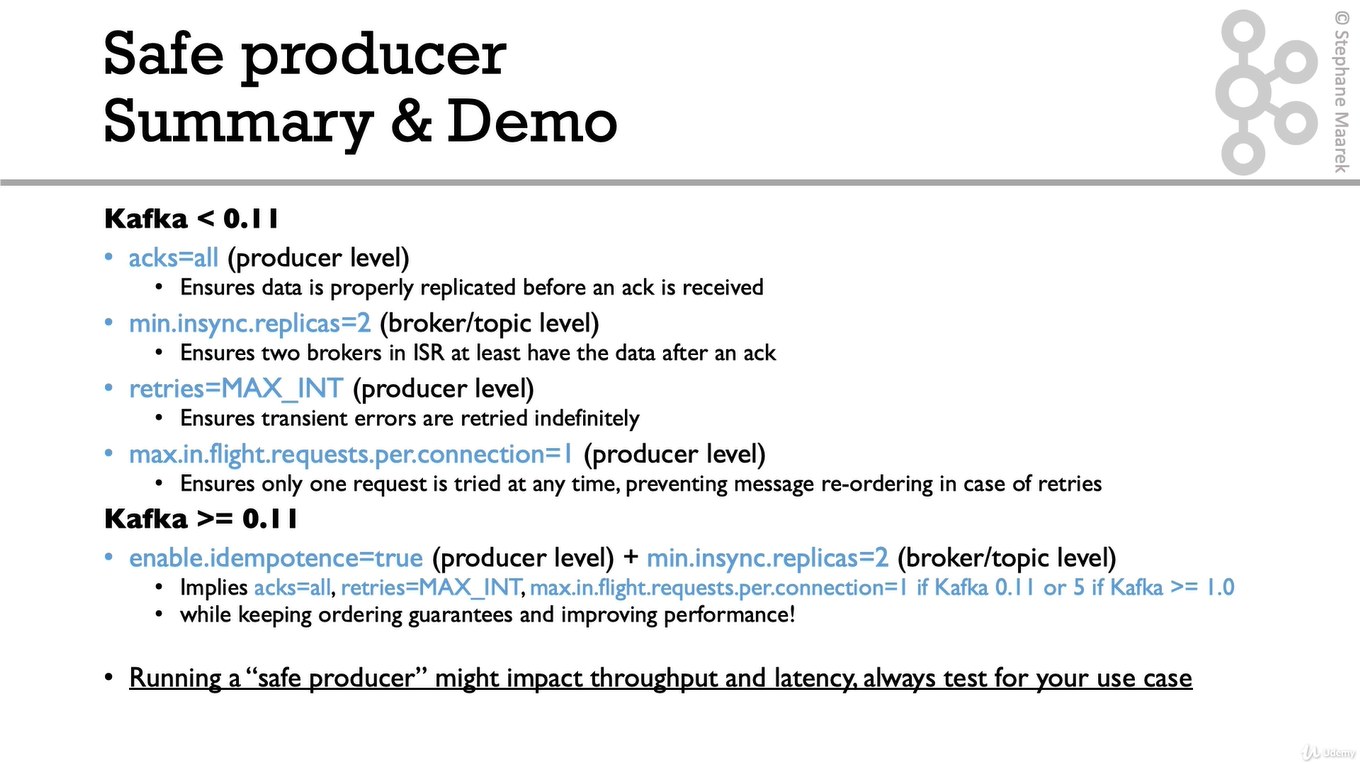 Safe producer
Summary & Demo
© Stephane Maarek
Kafka < 0.11
• acks=all (producer level)
• Ensures data is properly replicated before an ack is received
• min.insync.replicas=2 (broker/topic level)
• Ensures two brokers in ISR at least have the data after an ack
• retries=MAX_INT (producer level)
• Ensures transient errors are retried indefinitely
• max.in.flight.requests.per.connection=1 (producer level)
• Ensures only one request is tried at any time, preventing message re-ordering in case of retries
Kafka >= 0.11
• enable.idempotence=true (producer level) + min.insync.replicas=2 (broker/topic level)
• Implies acks=all, retries=MAX_INT, max.in.flight.requests.per.connection=1 if Kafka 0.11 or 5 if Kafka >= 1.0
• while keeping ordering guarantees and improving performance!
• Running a “safe producer” might impact throughput and latency, always test for your use case
Udemy